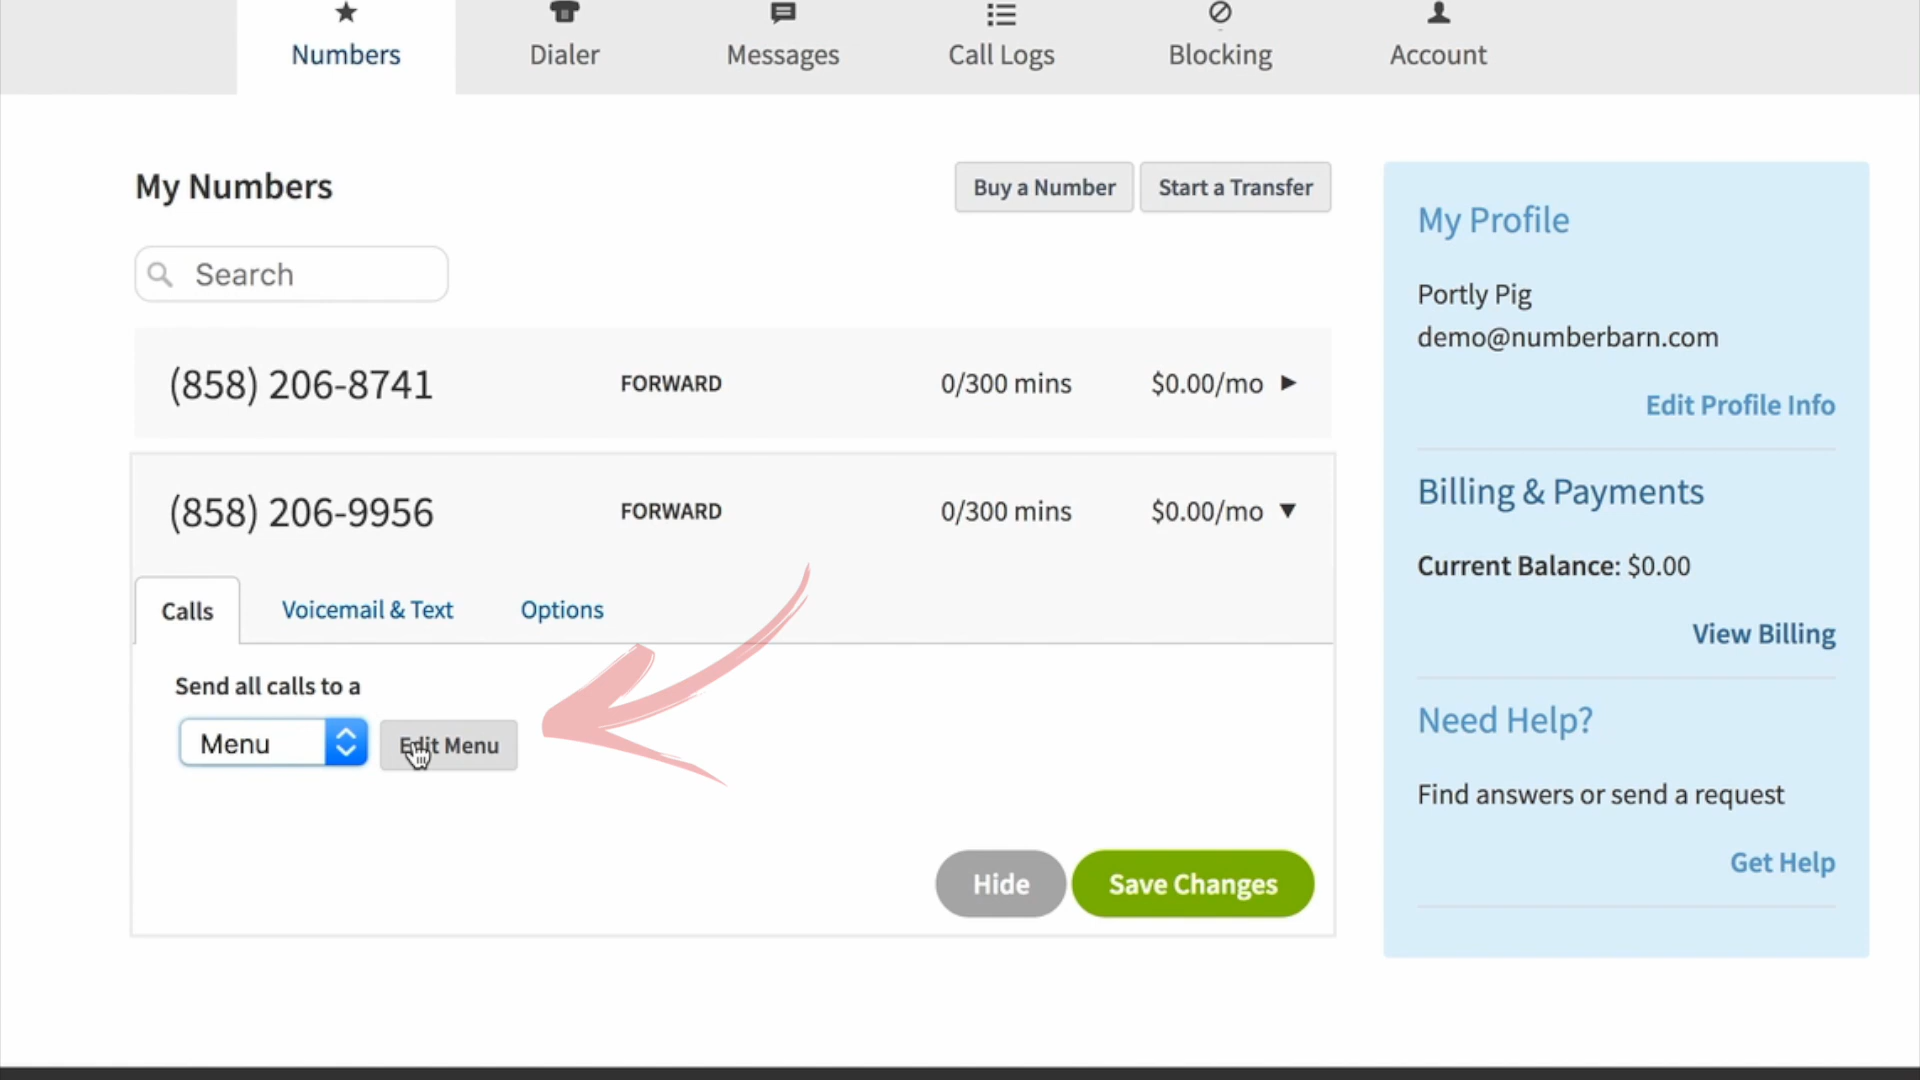 Numbers
Dialer
Messages
Call Logs
Blocking
Account
My Numbers
Buy a Number
Start a Transfer
Search
(858) 206-8741 FORWARD 0/300 mins $0.00/mo
(858) 206-9956 FORWARD 0/300 mins $0.00/mo
Calls
Voicemail & Text
Options
Send all calls to a
Menu
Edit Menu
Hide
Save Changes
My Profile
Portly Pig
demo@numberbarn.com
Edit Profile Info
Billing & Payments
Current Balance: $0.00
View Billing
Need Help?
Find answers or send a request
Get Help